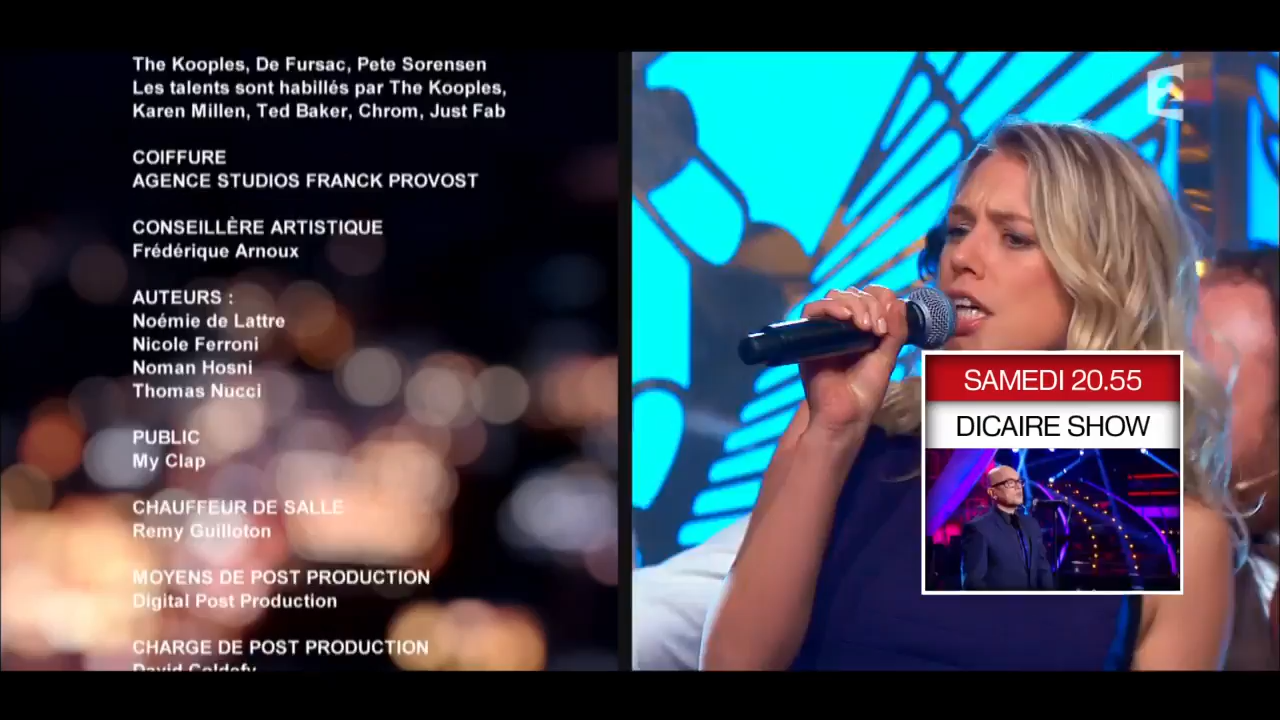 The Kooples, De Fursac, Pete Sorensen
Les talents sont habillés par The Kooples,
Karen Millen, Ted Baker, Chrom, Just Fab
COIFFURE
AGENCE STUDIOS FRANCK PROVOST
CONSEILLÈRE ARTISTIQUE
Frédérique Arnoux
AUTEURS :
Noémie de Lattre
Nicole Ferroni
Noman Hosni
Thomas Nucci
PUBLIC
My Clap
CHAUFFEUR DE SALLE
Remy Guilloton
MOYENS DE POST PRODUCTION
Digital Post Production
CHARGE DE POST PRODUCTION
David Coldefy
2
SAMEDI 20.55
DICAIRE SHOW